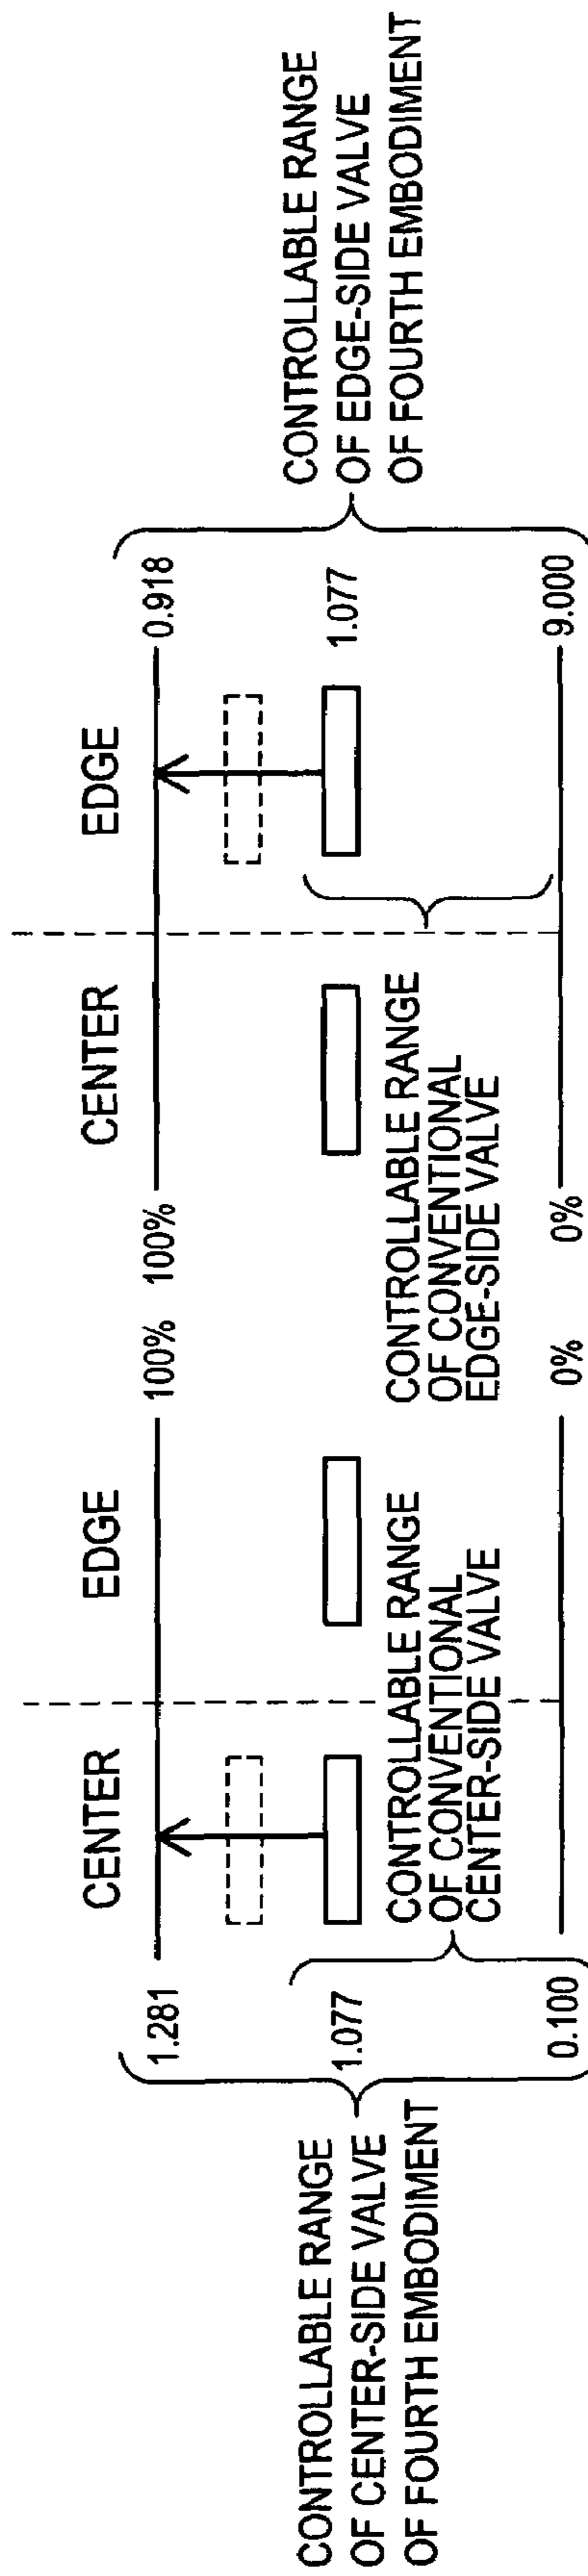 CENTER
EDGE
1.281
100%
1.077
0.100
0%
CONTROLLABLE RANGE
OF CENTER-SIDE VALVE
OF FOURTH EMBODIMENT
CONTROLLABLE RANGE
OF CONVENTIONAL
CENTER-SIDE VALVE
CENTER
EDGE
100%
0.918
1.077
0%
9.000
CONTROLLABLE RANGE
OF CONVENTIONAL
EDGE-SIDE VALVE
CONTROLLABLE RANGE
OF EDGE-SIDE VALVE
OF FOURTH EMBODIMENT